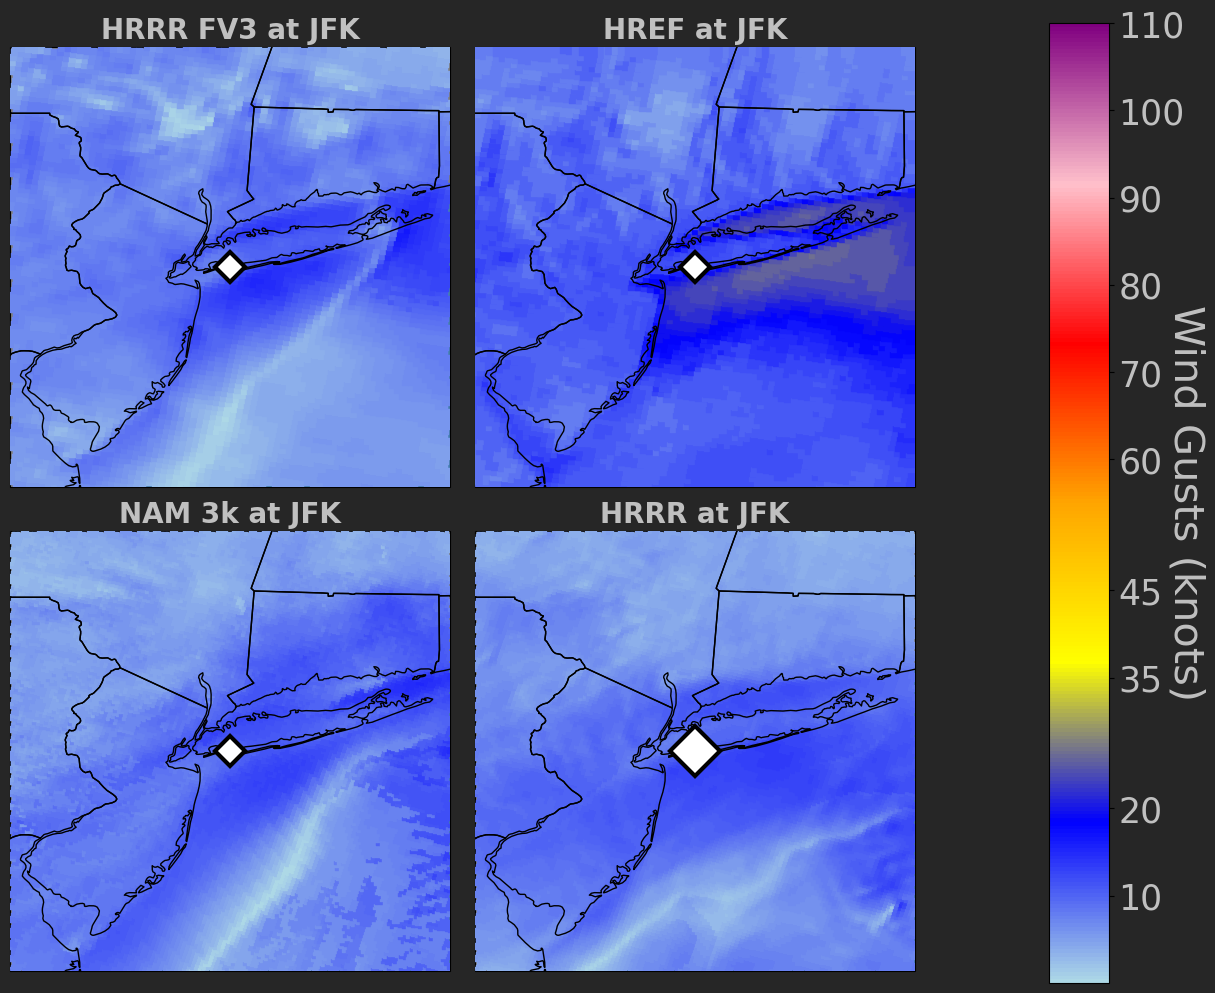 HRRR FV3 at JFK
HREF at JFK
NAM 3k at JFK
HRRR at JFK
110
100
90
80
70
60
45
35
20
10
Wind Gusts (knots)